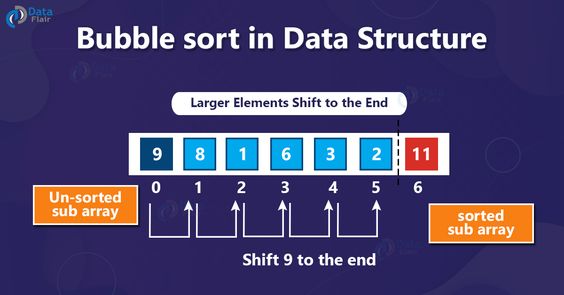 Data
Flair
Bubble sort in Data Structure
Larger Elements Shift to the End
9 8 1 6 3 2 11
0 1 2 3 4 5 6
Un-sorted
sub array
sorted
sub array
Shift 9 to the end